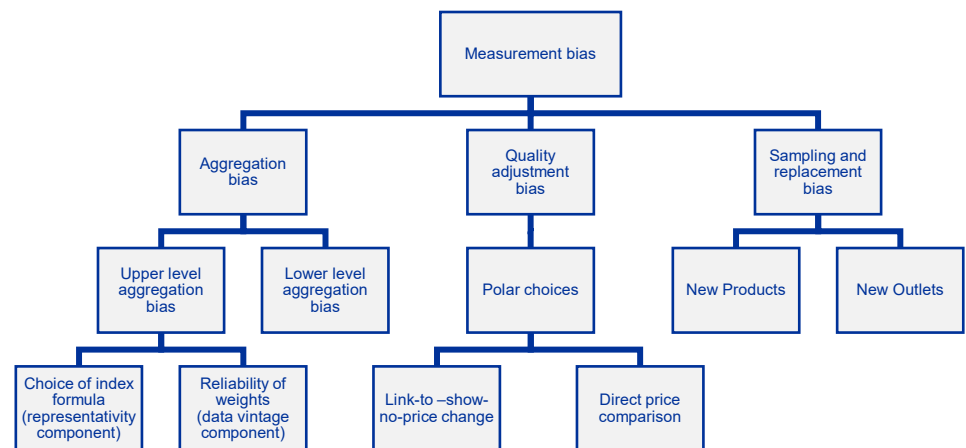 Measurement bias
Aggregation
bias
Quality
adjustment
bias
Sampling and
replacement
bias
Upper level
aggregation
bias
Lower level
aggregation
bias
Polar choices
New Products
New Outlets
Choice of index
formula
(representativity
component)
Reliability of
weights
(data vintage
component)
Link-to –show-
no-price change
Direct price
comparison